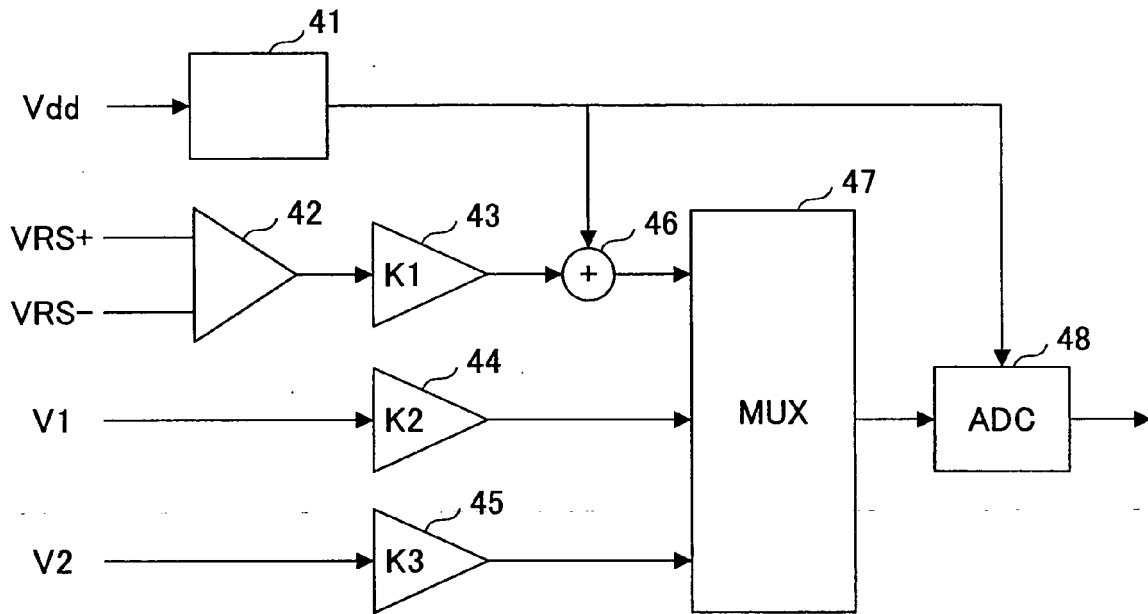 41
Vdd
47
42
43
46
VRS+
K1
+
VRS-
44
48
V1
K2
MUX
ADC
45
V2
K3